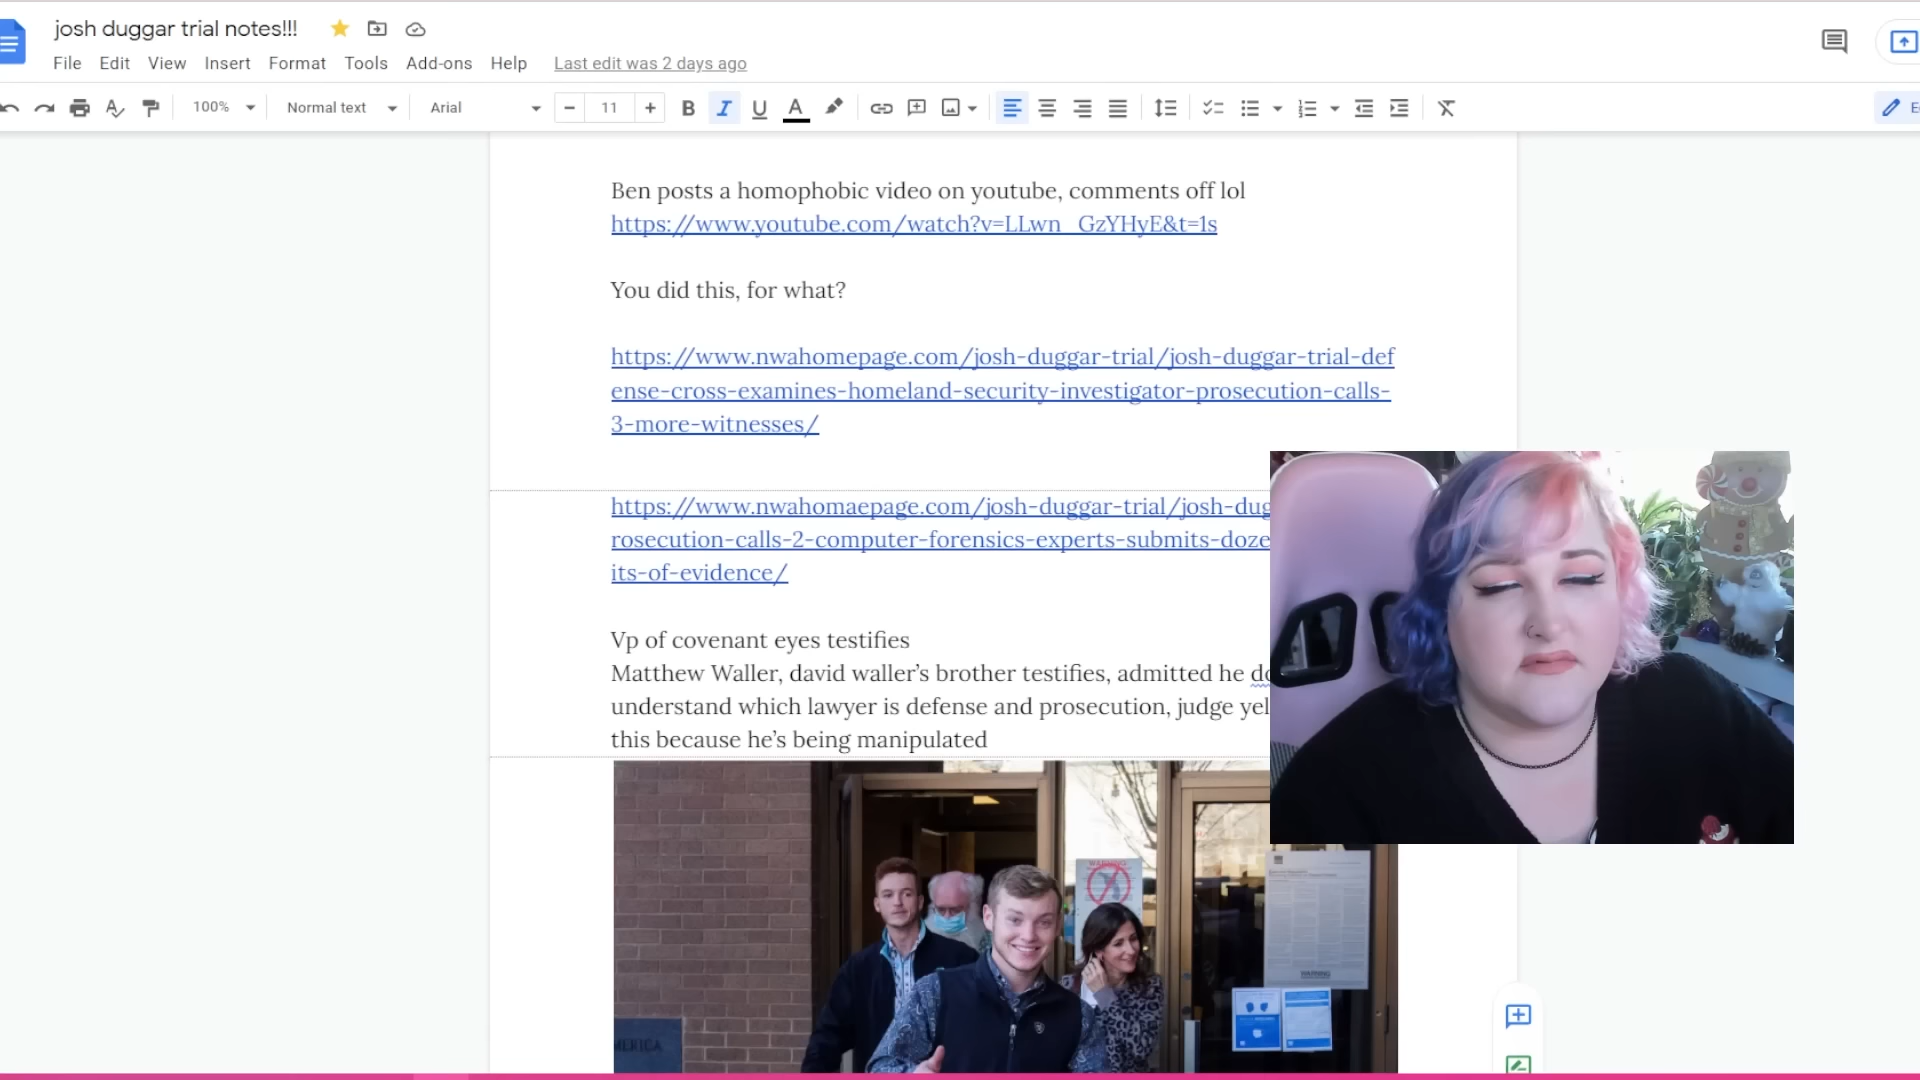 josh duggar trial notes!!!
File Edit View Insert Format Tools Add-ons Help Last edit was 2 days ago
100% Normal text Arial 11 B I U A
Ben posts a homophobic video on youtube, comments off lol
https://www.youtube.com/watch?v=LLwn_GzYHyE&t=1s
You did this, for what?
https://www.nwahomepage.com/josh-duggar-trial/josh-duggar-trial-def
ense-cross-examines-homeland-security-investigator-prosecution-calls-
3-more-witnesses/
https://www.nwahomaepage.com/josh-duggar-trial/josh-dug
rosecution-calls-2-computer-forensics-experts-submits-doze
its-of-evidence/
Vp of covenant eyes testifies
Matthew Waller, david waller's brother testifies, admitted he do
understand which lawyer is defense and prosecution, judge yel
this because he's being manipulated
WARNING
MERICA